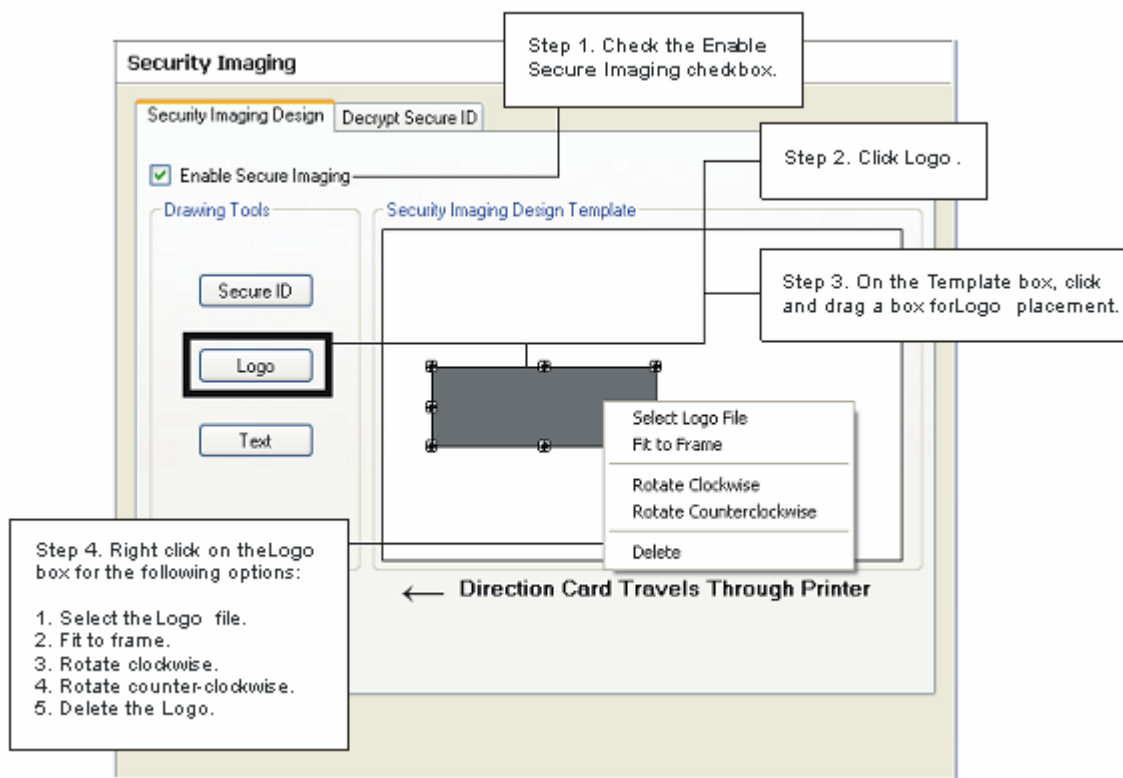 Security Imaging
Step 1. Check the Enable
Secure Imaging checkbox.
Security Imaging Design
Decrypt Secure ID
Enable Secure Imaging
Step 2. Click Logo .
Drawing Tools
Security Imaging Design Template
Secure ID
Logo
Text
Step 3. On the Template box, click
and drag a box forLogo placement.
Select Logo File
Fit to Frame
Rotate Clockwise
Rotate Counterclockwise
Delete
← Direction Card Travels Through Printer
Step 4. Right click on theLogo
box for the following options:
1. Select theLogo file.
2. Fit to frame.
3. Rotate clockwise.
4. Rotate counter-clockwise.
5. Delete the Logo.